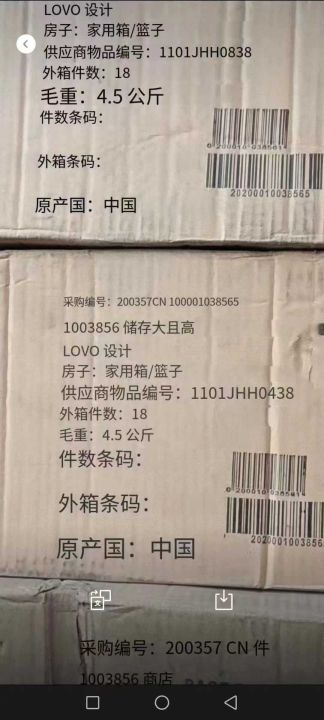 LOVO 设计
房子：家用箱/篮子
供应商物品编号：1101JHH0838
外箱件数：18
毛重：4.5 公斤
件数条码：
0 200010 038561
外箱条码：
20200010038565
原产国：中国
采购编号：200357CN 100001038565
1003856 储存大且高
LOVO 设计
房子：家用箱/篮子
供应商物品编号：1101JHH0438
外箱件数：18
毛重：4.5 公斤
件数条码：
外箱条码：
原产国：中国
采购编号：200357 CN 件
1003856 商店